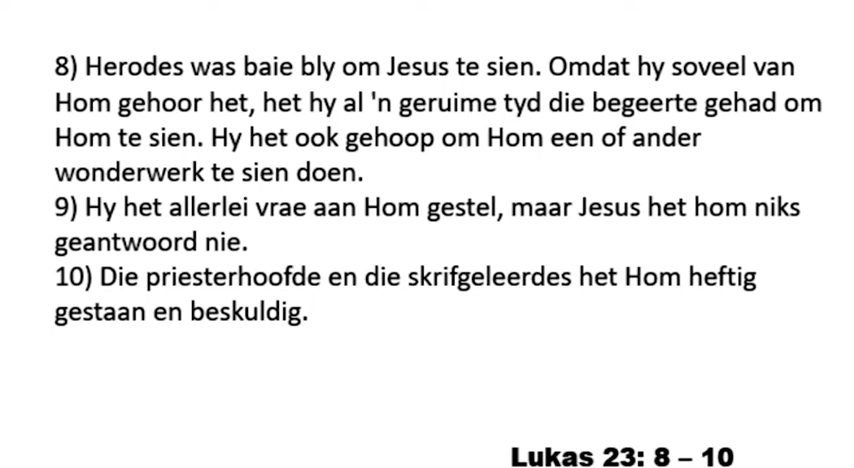 8) Herodes was baie bly om Jesus te sien. Omdat hy soveel van
Hom gehoor het, het hy al 'n geruime tyd die begeerte gehad om
Hom te sien. Hy het ook gehoop om Hom een of ander
wonderwerk te sien doen.
9) Hy het allerlei vrae aan Hom gestel, maar Jesus het hom niks
geantwoord nie.
10) Die priesterhoofde en die skrifgeleerdes het Hom heftig
gestaan en beskuldig.
Lukas 23: 8 – 10